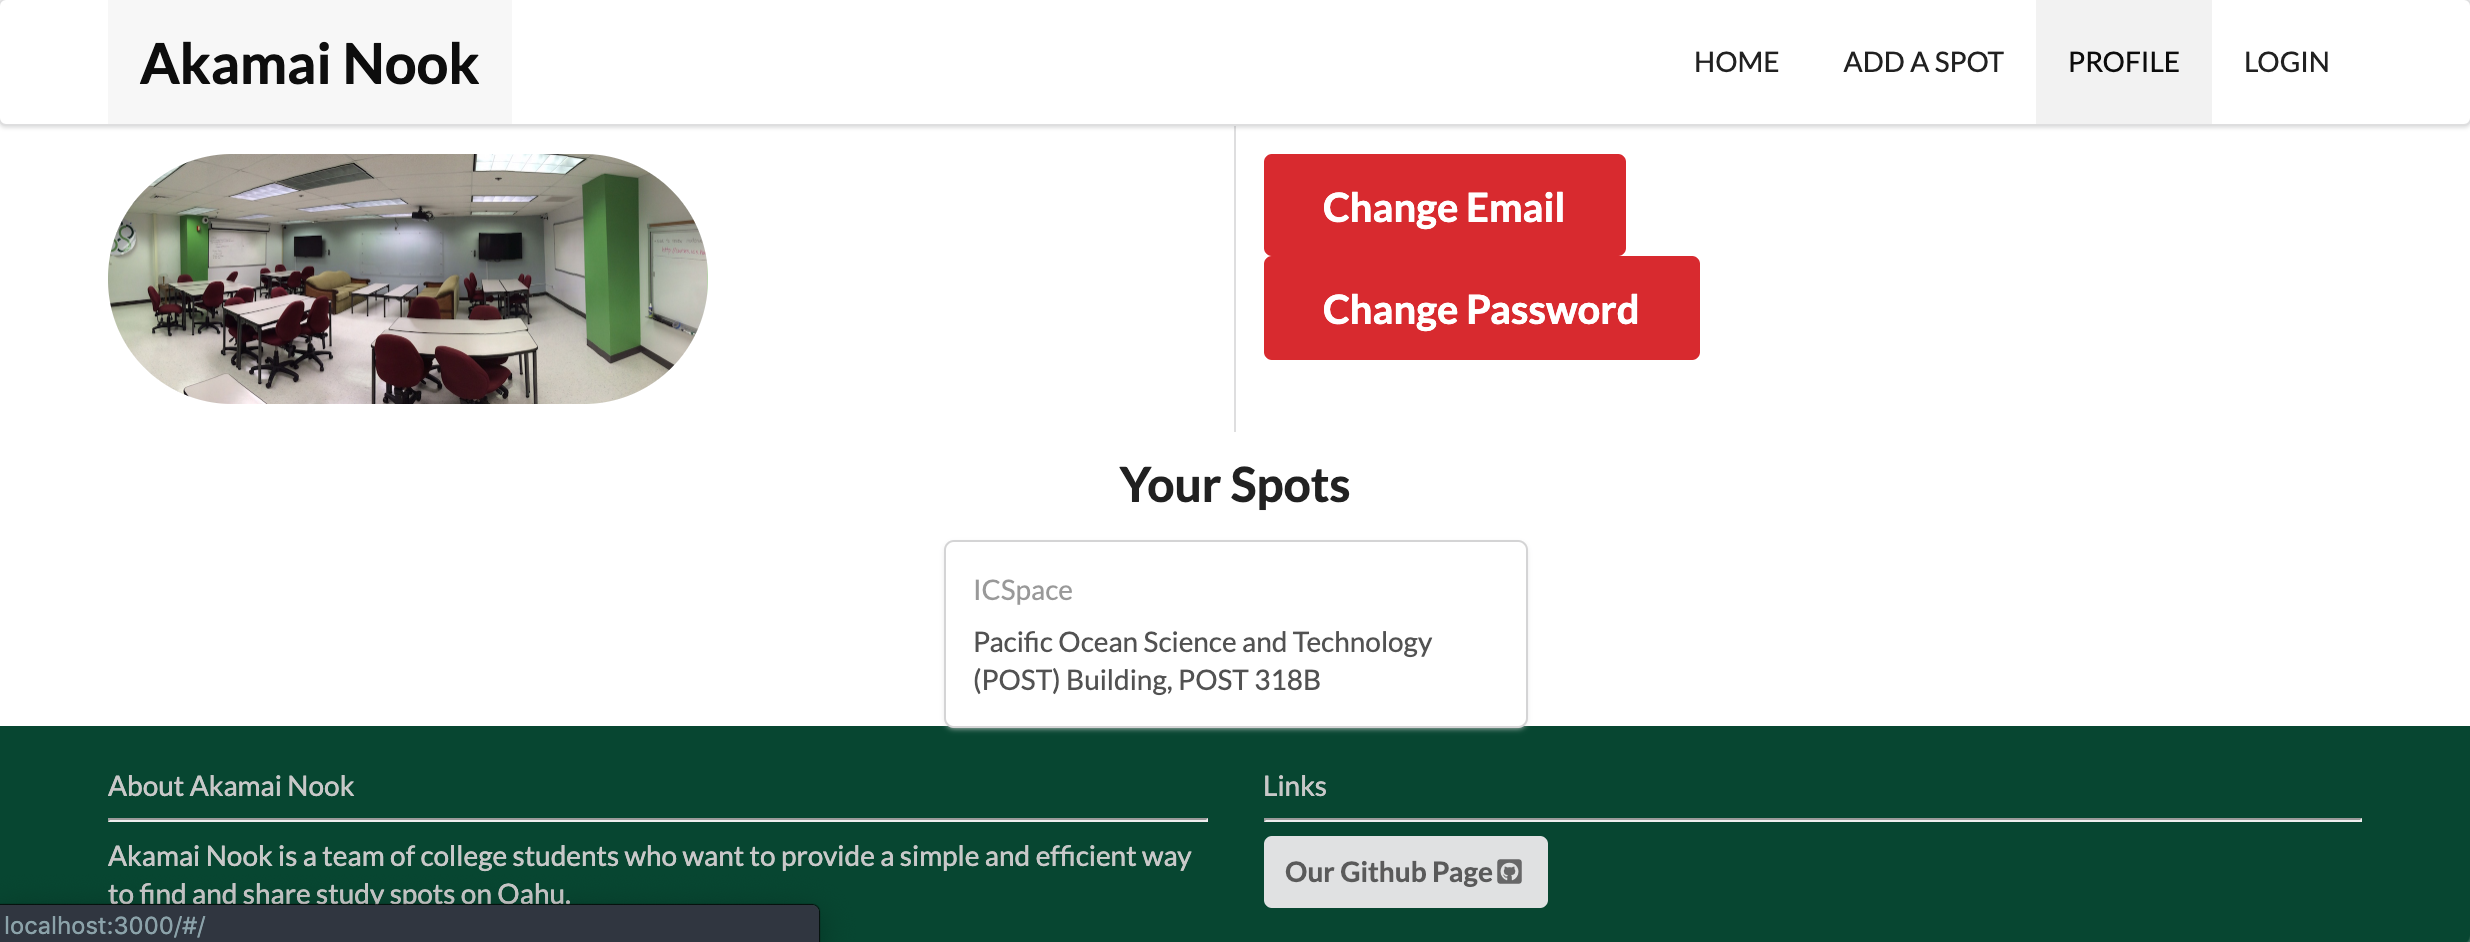 Akamai Nook
HOME
ADD A SPOT
PROFILE
LOGIN
Change Email
Change Password
Your Spots
ICSpace
Pacific Ocean Science and Technology
(POST) Building, POST 318B
About Akamai Nook
Akamai Nook is a team of college students who want to provide a simple and efficient way
to find and share study spots on Oahu.
Links
Our Github Page
localhost:3000/#/